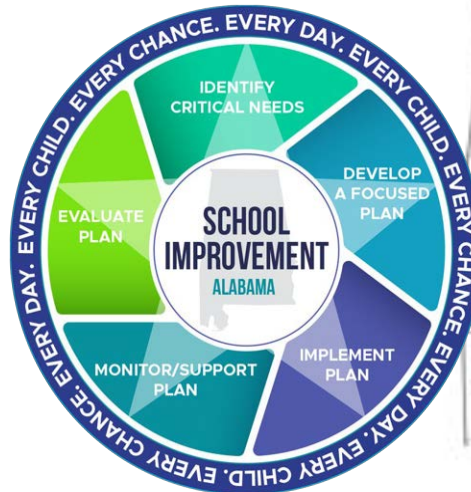 EVERY CHILD. EVERY CHANCE. EVERY DAY. EVERY CHILD. EVERY CHANCE. EVERY DAY. EVERY CHILD. EVERY CHANCE. EVERY DAY.
IDENTIFY
CRITICAL NEEDS
DEVELOP
A FOCUSED
PLAN
IMPLEMENT
PLAN
MONITOR/SUPPORT
PLAN
EVALUATE
PLAN
SCHOOL
IMPROVEMENT
ALABAMA